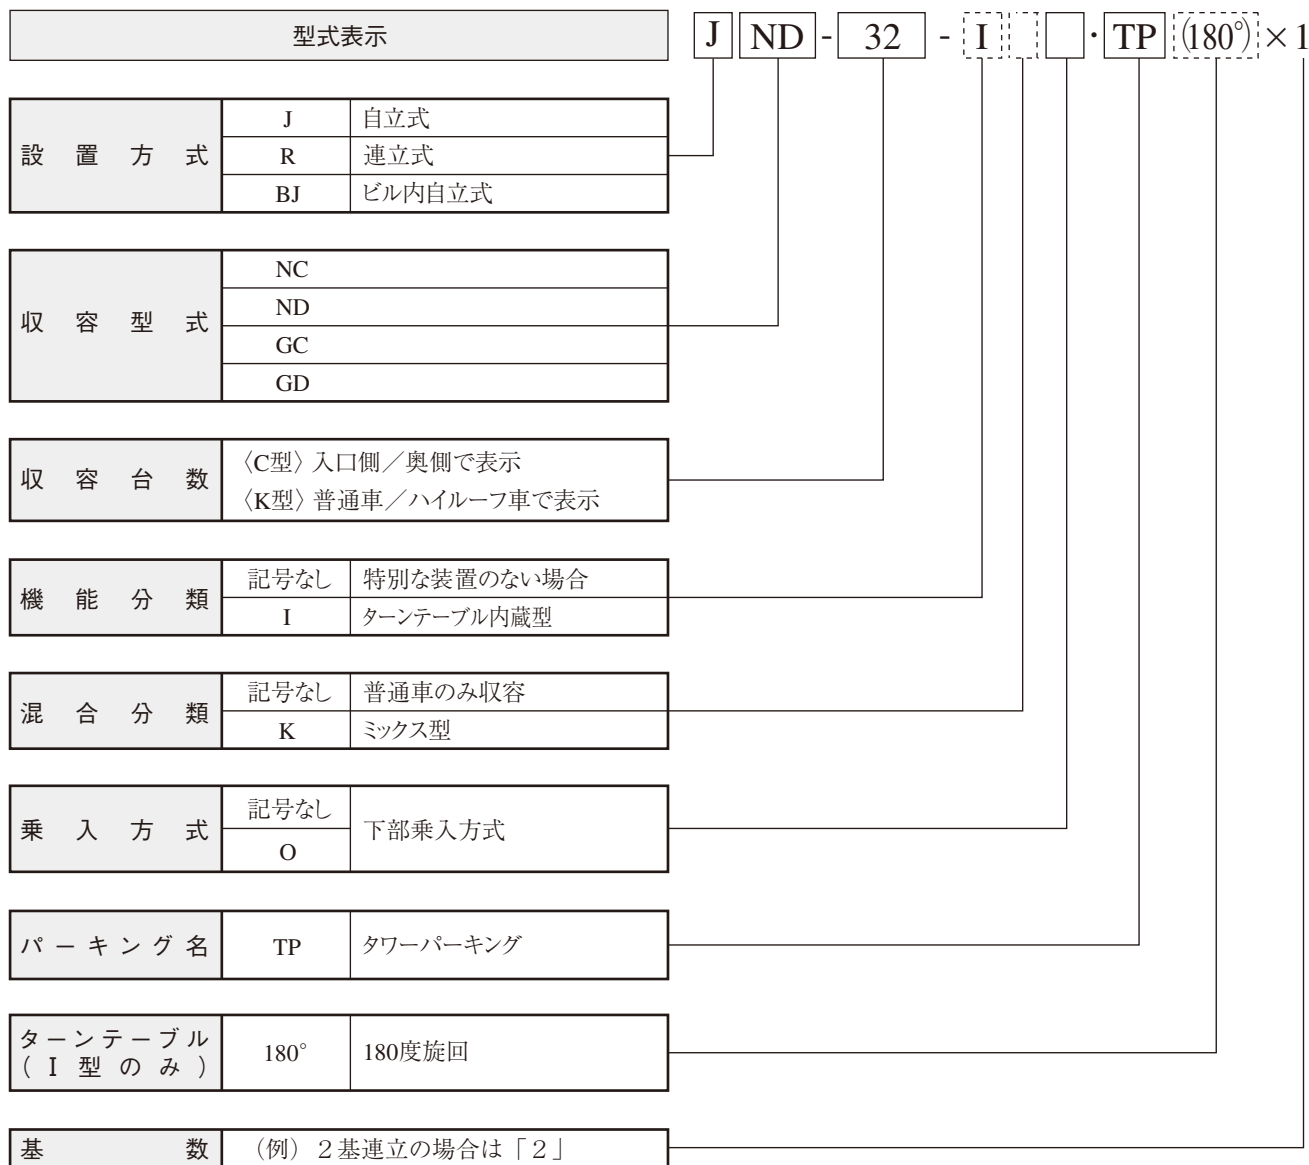 型式表示
J ND - 32 - I ・ TP (180°) ×1
設置方式
J 自立式
R 連立式
BJ ビル内自立式
収容型式
NC
ND
GC
GD
収容台数
〈C型〉入口側／奥側で表示
〈K型〉普通車／ハイルーフ車で表示
機能分類
記号なし 特別な装置のない場合
I ターンテーブル内蔵型
混合分類
記号なし 普通車のみ収容
K ミックス型
乗入方式
記号なし
O
下部乗入方式
パーキング名 TP タワーパーキング
ターンテーブル
(I型のみ)
180° 180度旋回
基数 （例）２基連立の場合は「２」